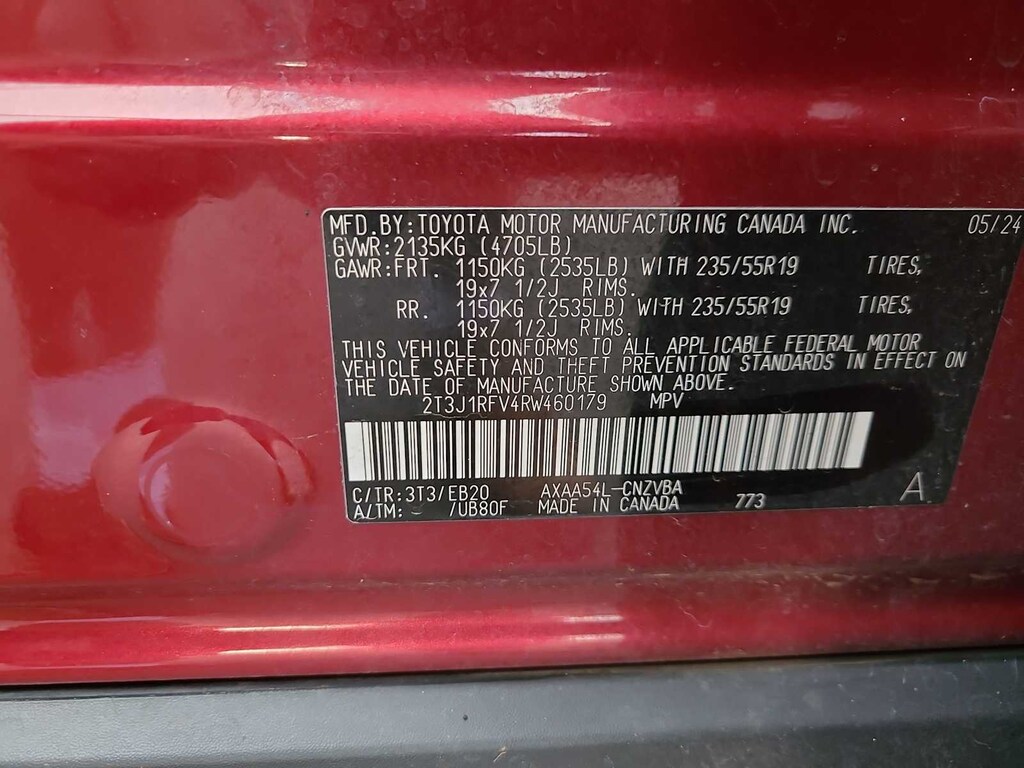 MFD.BY:TOYOTA MOTOR MANUFACTURING CANADA INC. 05/24
GVWR:2135KG (4705LB)
GAWR:FRT. 1150KG (2535LB) WITH 235/55R19 TIRES,
19x7 1/2J RIMS.
RR. 1150KG (2535LB) WITH 235/55R19 TIRES,
19x7 1/2J RIMS.
THIS VEHICLE CONFORMS TO ALL APPLICABLE FEDERAL MOTOR
VEHICLE SAFETY AND THEFT PREVENTION STANDARDS IN EFFECT ON
THE DATE OF MANUFACTURE SHOWN ABOVE.
2T3J1RFV4RW460179 MPV
C/TR:3T3/EB20 AXAA54L-CNZVBA
A/TM: /UB80F MADE IN CANADA 773 A